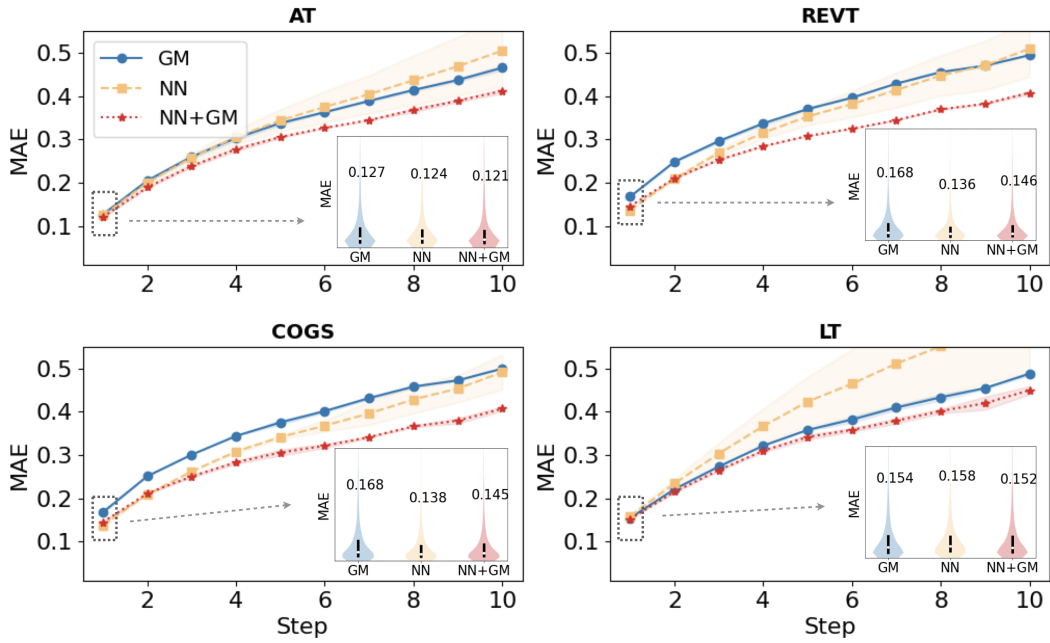 AT
MAE
0.5
0.4
0.3
0.2
0.1
GM
NN
NN+GM
MAE
0.127
0.124
0.121
GM
NN
NN+GM
2
4
6
8
10
REVT
MAE
0.5
0.4
0.3
0.2
0.1
MAE
0.168
0.136
0.146
GM
NN
NN+GM
2
4
6
8
10
COGS
MAE
0.5
0.4
0.3
0.2
0.1
MAE
0.168
0.138
0.145
GM
NN
NN+GM
2
4
6
8
10
Step
LT
MAE
0.5
0.4
0.3
0.2
0.1
MAE
0.154
0.158
0.152
GM
NN
NN+GM
2
4
6
8
10
Step